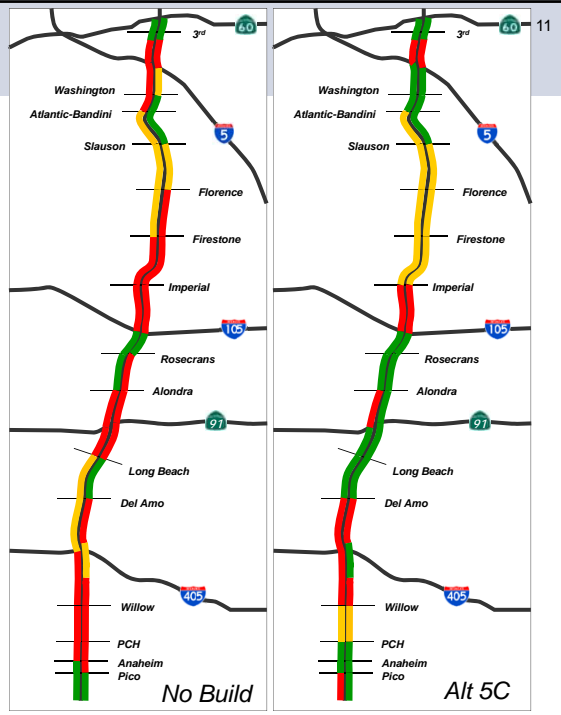 60
3rd
Washington
Atlantic-Bandini
5
Slauson
Florence
Firestone
Imperial
105
Rosecrans
Alondra
91
Long Beach
Del Amo
405
Willow
PCH
Anaheim
Pico
No Build
60
11
3rd
Washington
Atlantic-Bandini
5
Slauson
Florence
Firestone
Imperial
105
Rosecrans
Alondra
91
Long Beach
Del Amo
405
Willow
PCH
Anaheim
Pico
Alt 5C